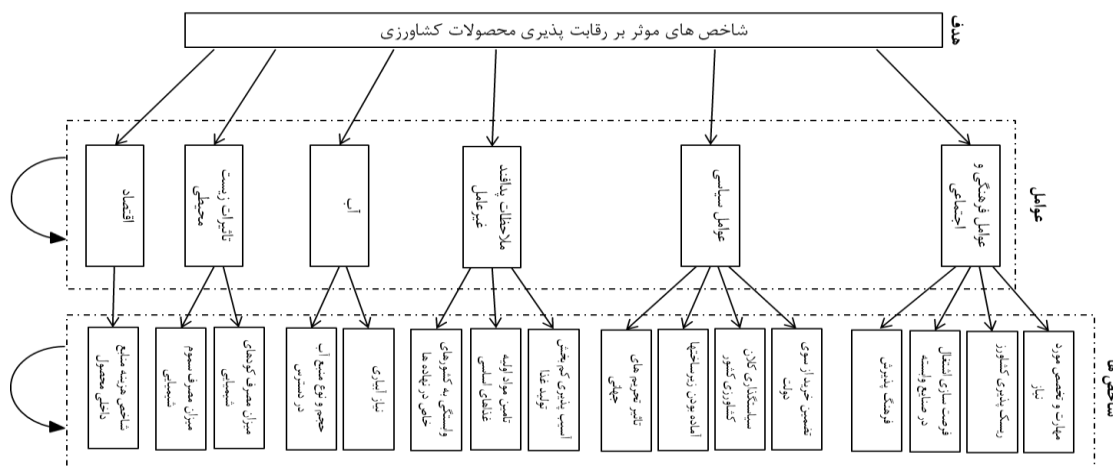 هدف
شاخص های موثر بر رقابت پذیری محصولات کشاورزی
عوامل
عوامل فرهنگی و
اجتماعی
عوامل سیاسی
ملاحظات پدافند
غیرعامل
آب
تاثیرات زیست
محیطی
اقتصاد
شاخص ها
مهارت و تخصص مورد
نیاز
ریسک پذیری کشاورز
فرصت سازی اشتغال
در صنایع وابسته
فرهنگ پذیرش
تضمین خرید از سوی
دولت
سیاستگذاری کلان
کشاورزی کشور
آماده بودن زیرساختها
تاثیر تحریم های
جهانی
آسیب پذیری کم بخش
تولید غذا
تامین مواد اولیه
غذاهای اساسی
وابستگی به کشورهای
خاص در نهاده ها
نیاز آبیاری
حجم و نوع منبع آب
در دسترس
میزان مصرف کودهای
شیمیایی
میزان مصرف سموم
شیمیایی
شاخص هزینه منابع
داخلی محصول